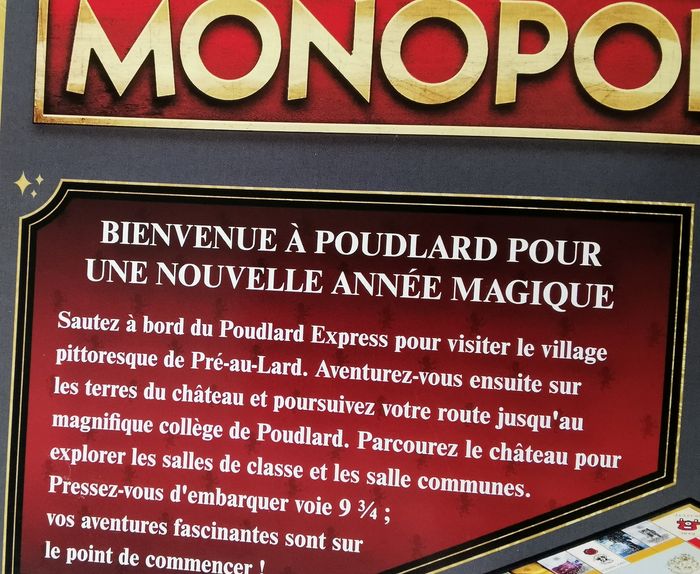 MONOPO
BIENVENUE À POUDLARD POUR
UNE NOUVELLE ANNÉE MAGIQUE
Sautez à bord du Poudlard Express pour visiter le village
pittoresque de Pré-au-Lard. Aventurez-vous ensuite sur
les terres du château et poursuivez votre route jusqu'au
magnifique collège de Poudlard. Parcourez le château pour
explorer les salles de classe et les salle communes.
Pressez-vous d'embarquer voie 9 ¾ ;
vos aventures fascinantes sont sur
le point de commencer !